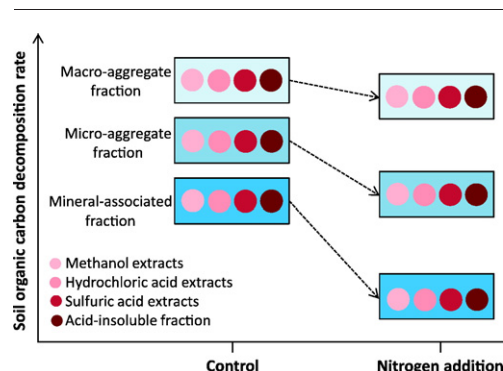 Soil organic carbon decomposition rate
Macro-aggregate
fraction
Micro-aggregate
fraction
Mineral-associated
fraction
Methanol extracts
Hydrochloric acid extracts
Sulfuric acid extracts
Acid-insoluble fraction
Control
Nitrogen addition